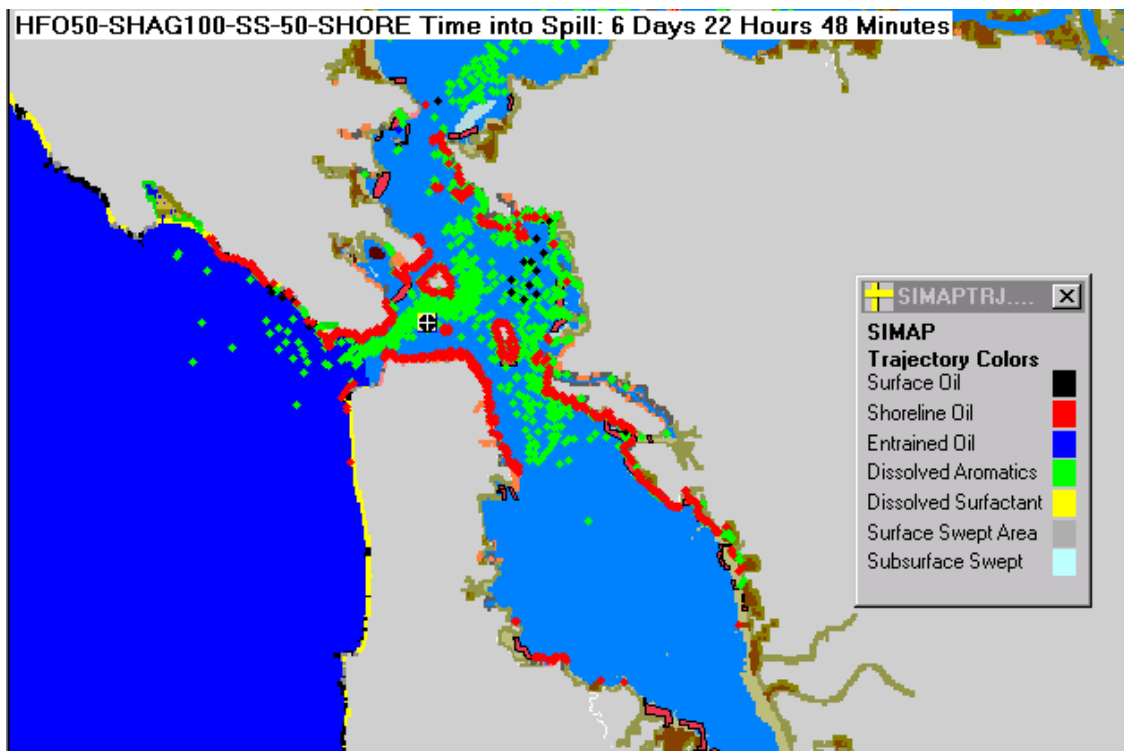 HFO50-SHAG100-SS-50-SHORE Time into Spill: 6 Days 22 Hours 48 Minutes
SIMAPTRJ....
SIMAP
Trajectory Colors
Surface Oil
Shoreline Oil
Entrained Oil
Dissolved Aromatics
Dissolved Surfactant
Surface Swept Area
Subsurface Swept